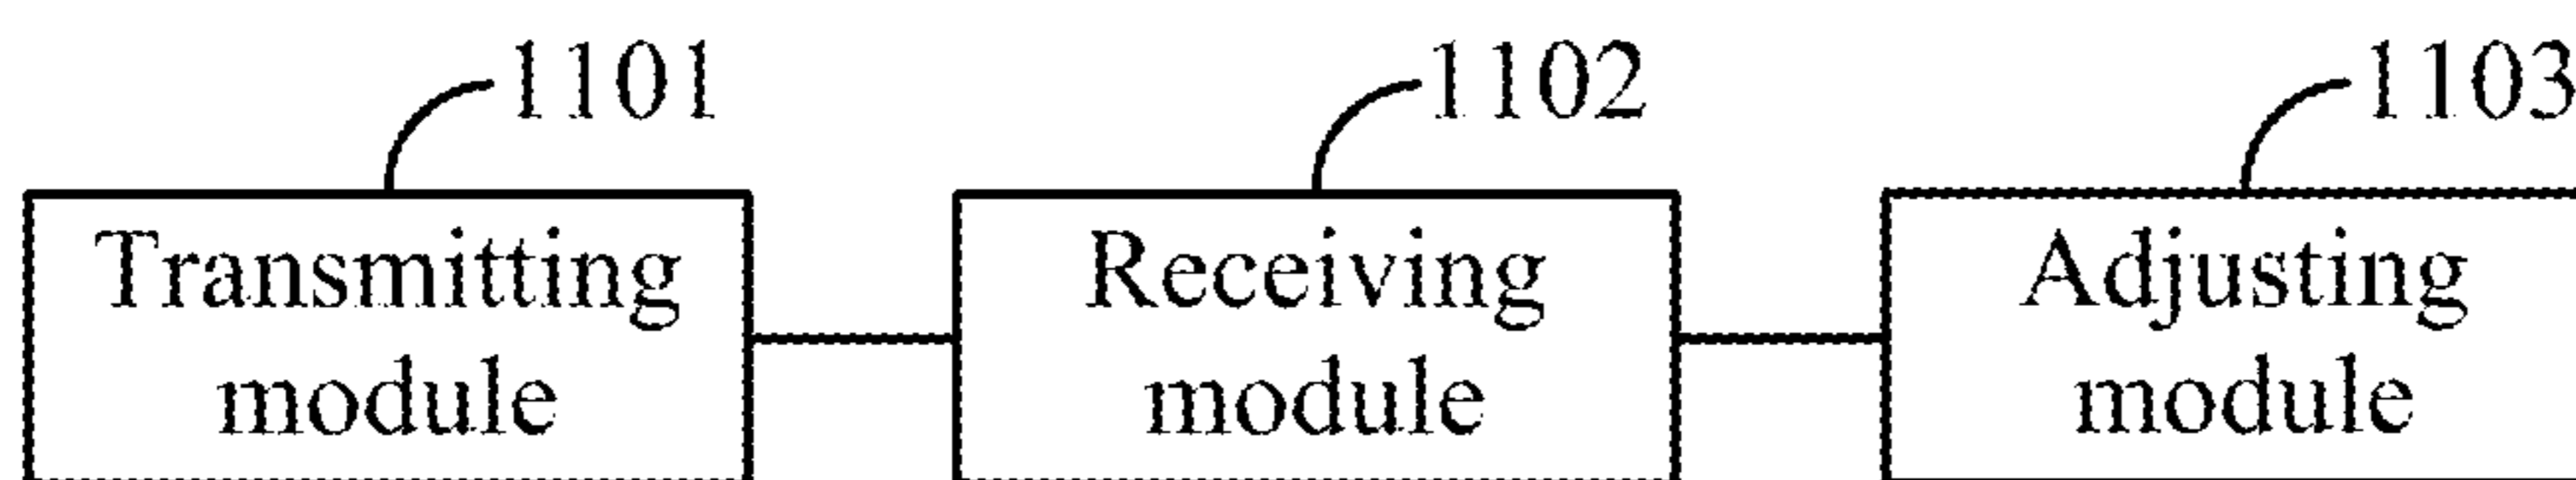 1101
1102
1103
Transmitting
module
Receiving
module
Adjusting
module